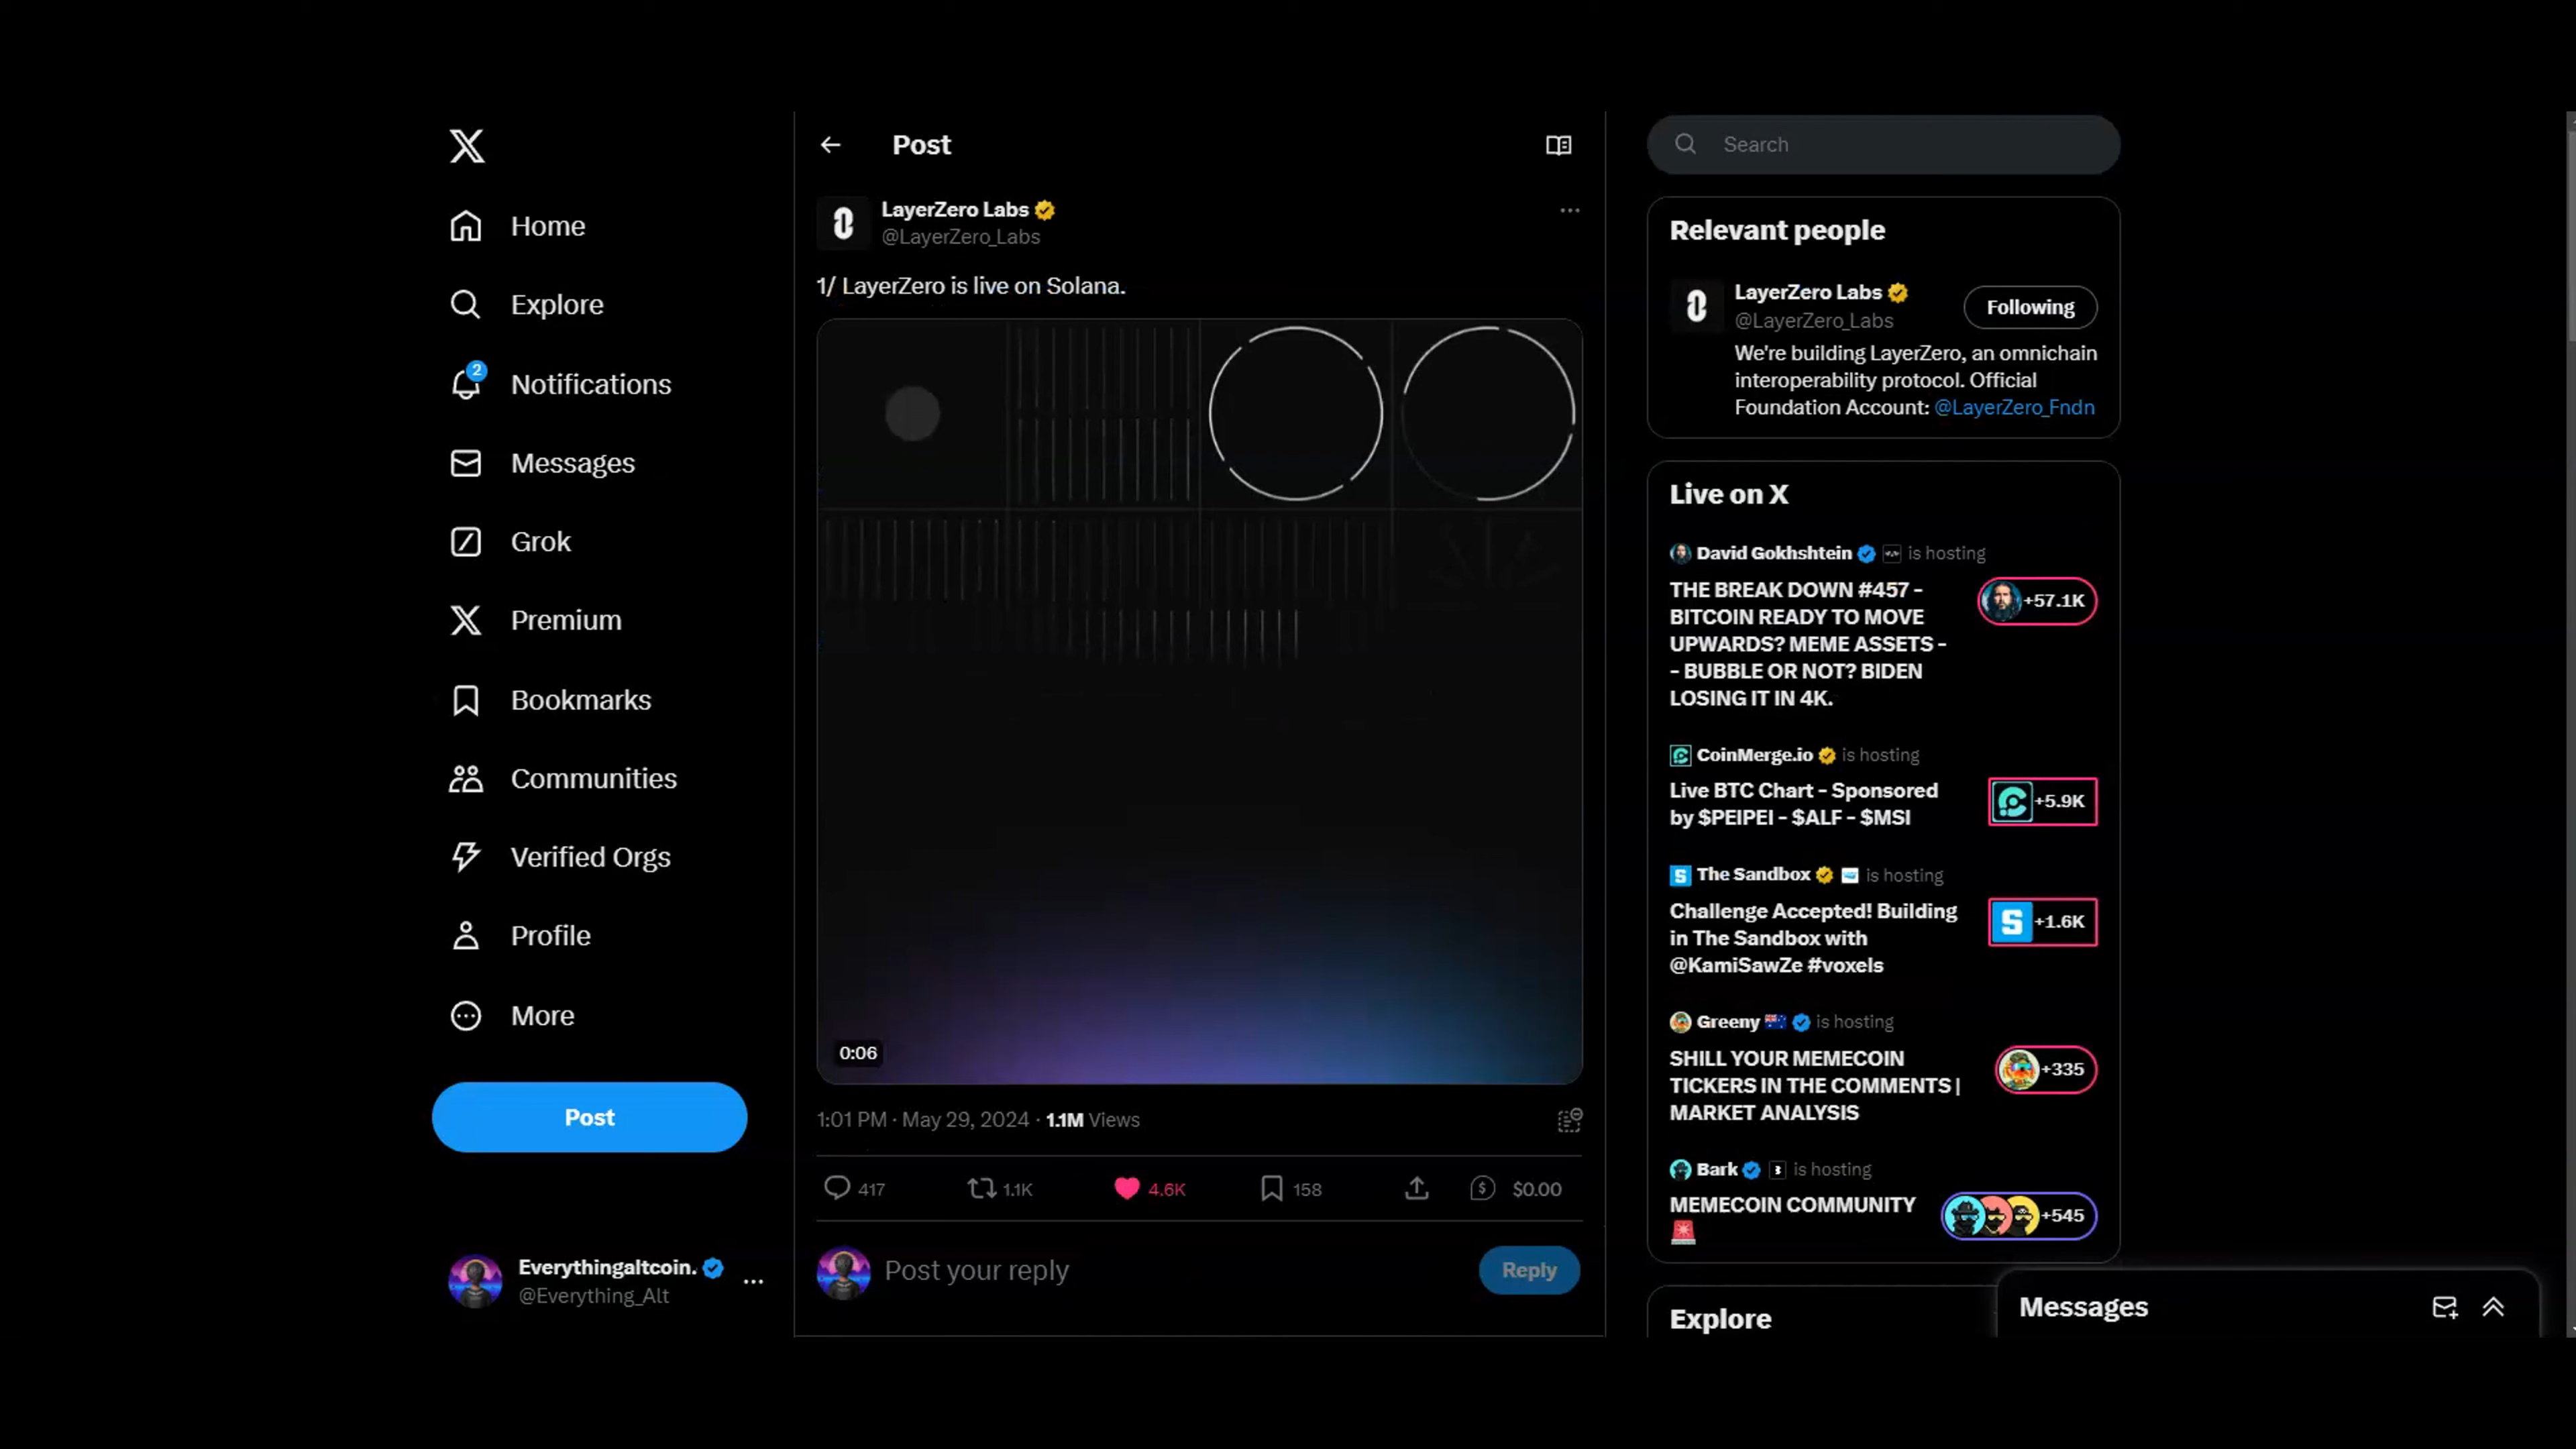 Home
Explore
2
Notifications
Messages
Grok
Premium
Bookmarks
Communities
Verified Orgs
Profile
More
Post
Everythingaltcoin.
@Everything_Alt
Post
LayerZero Labs
@LayerZero_Labs
1/ LayerZero is live on Solana.
0:06
1:01 PM · May 29, 2024 · 1.1M Views
417
1.1K
4.6K
158
$0.00
Post your reply
Reply
Search
Relevant people
LayerZero Labs
@LayerZero_Labs
Following
We're building LayerZero, an omnichain
interoperability protocol. Official
Foundation Account: @LayerZero_Fndn
Live on X
David Gokhshtein is hosting
THE BREAK DOWN #457 -
BITCOIN READY TO MOVE
UPWARDS? MEME ASSETS -
- BUBBLE OR NOT? BIDEN
LOSING IT IN 4K.
+57.1K
CoinMerge.io is hosting
Live BTC Chart - Sponsored
by $PEIPEI - $ALF - $MSI
+5.9K
The Sandbox is hosting
Challenge Accepted! Building
in The Sandbox with
@KamiSawZe #voxels
+1.6K
Greeny is hosting
SHILL YOUR MEMECOIN
TICKERS IN THE COMMENTS |
MARKET ANALYSIS
+335
Bark is hosting
MEMECOIN COMMUNITY
+545
Explore
Messages